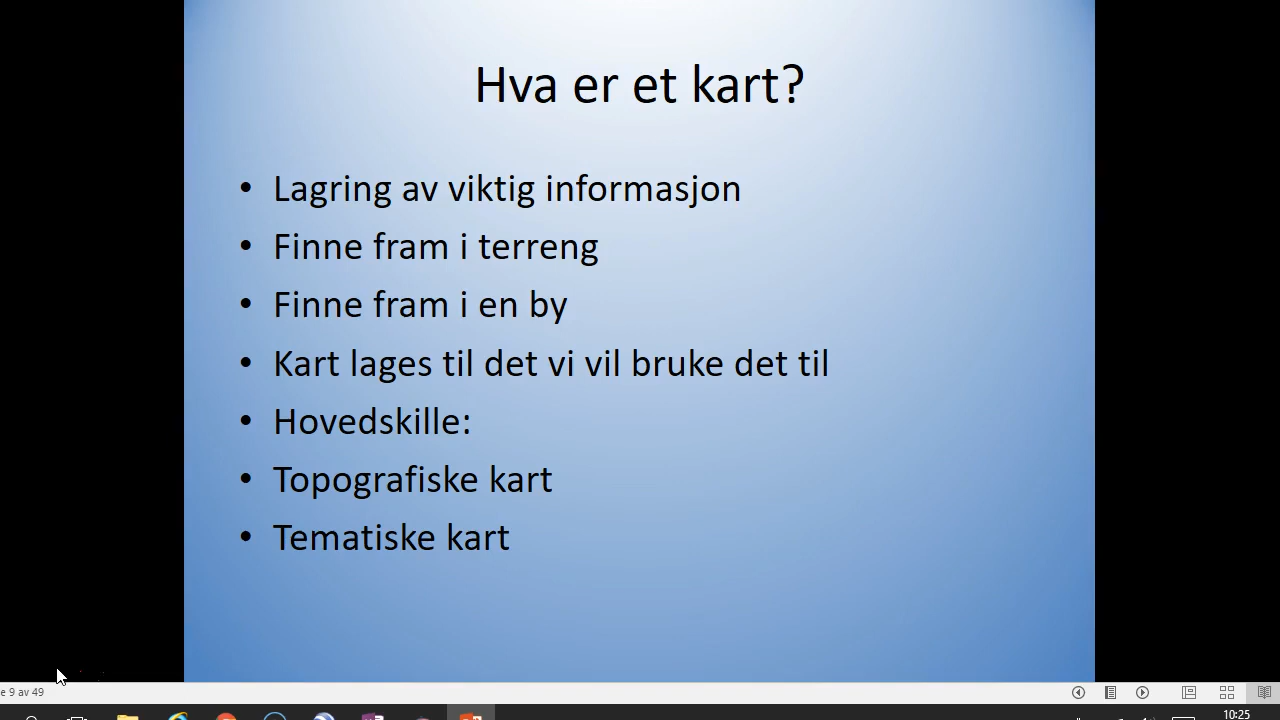 Hva er et kart?
• Lagring av viktig informasjon
• Finne fram i terreng
• Finne fram i en by
• Kart lages til det vi vil bruke det til
• Hovedskille:
• Topografiske kart
• Tematiske kart
e 9 av 49
10:25